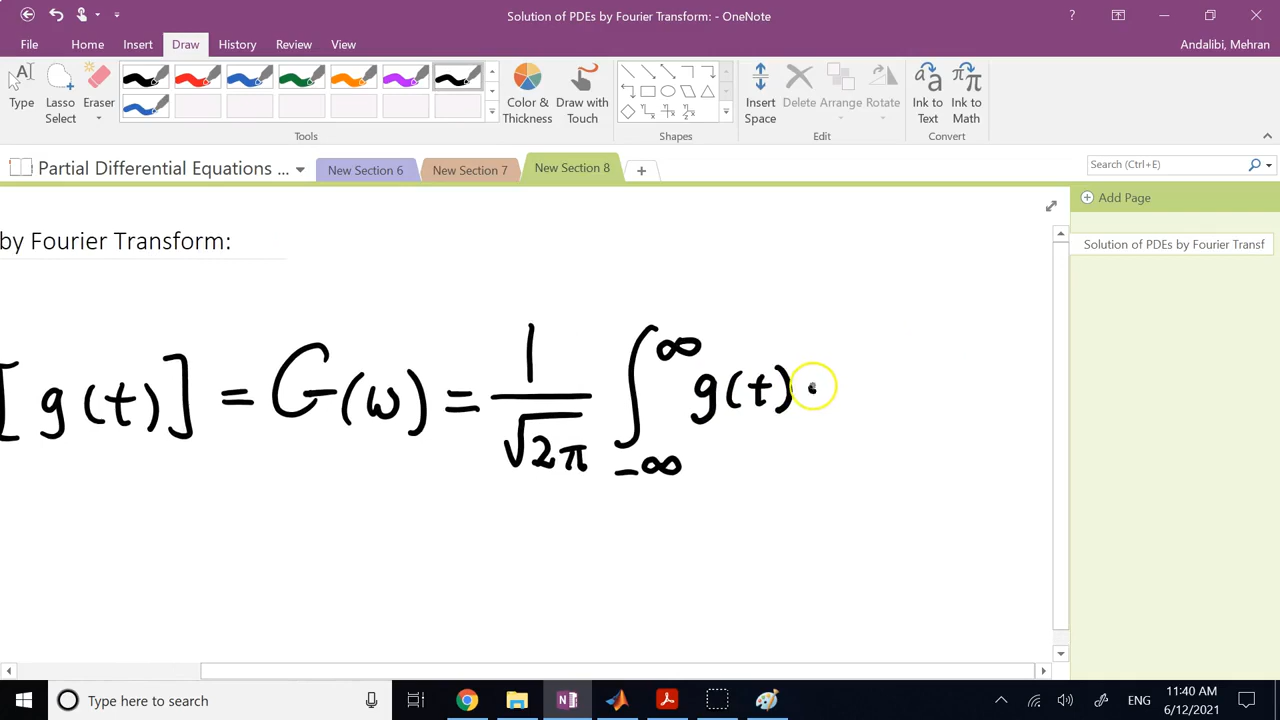 Solution of PDEs by Fourier Transform: - OneNote
?
File Home Insert Draw History Review View
Andalibi, Mehran
Type
Lasso Select
Eraser
Color & Thickness
Draw with Touch
Insert Space
Delete
Arrange
Rotate
Ink to Text
Ink to Math
Tools
Shapes
Edit
Convert
Partial Differential Equations ...
New Section 6
New Section 7
New Section 8
+
Search (Ctrl+E)
Add Page
Solution of PDEs by Fourier Transf
by Fourier Transform:
[g(t)] = G(ω) = 1/√2π ∫_-∞^∞ g(t)
Type here to search
ENG
11:40 AM
6/12/2021